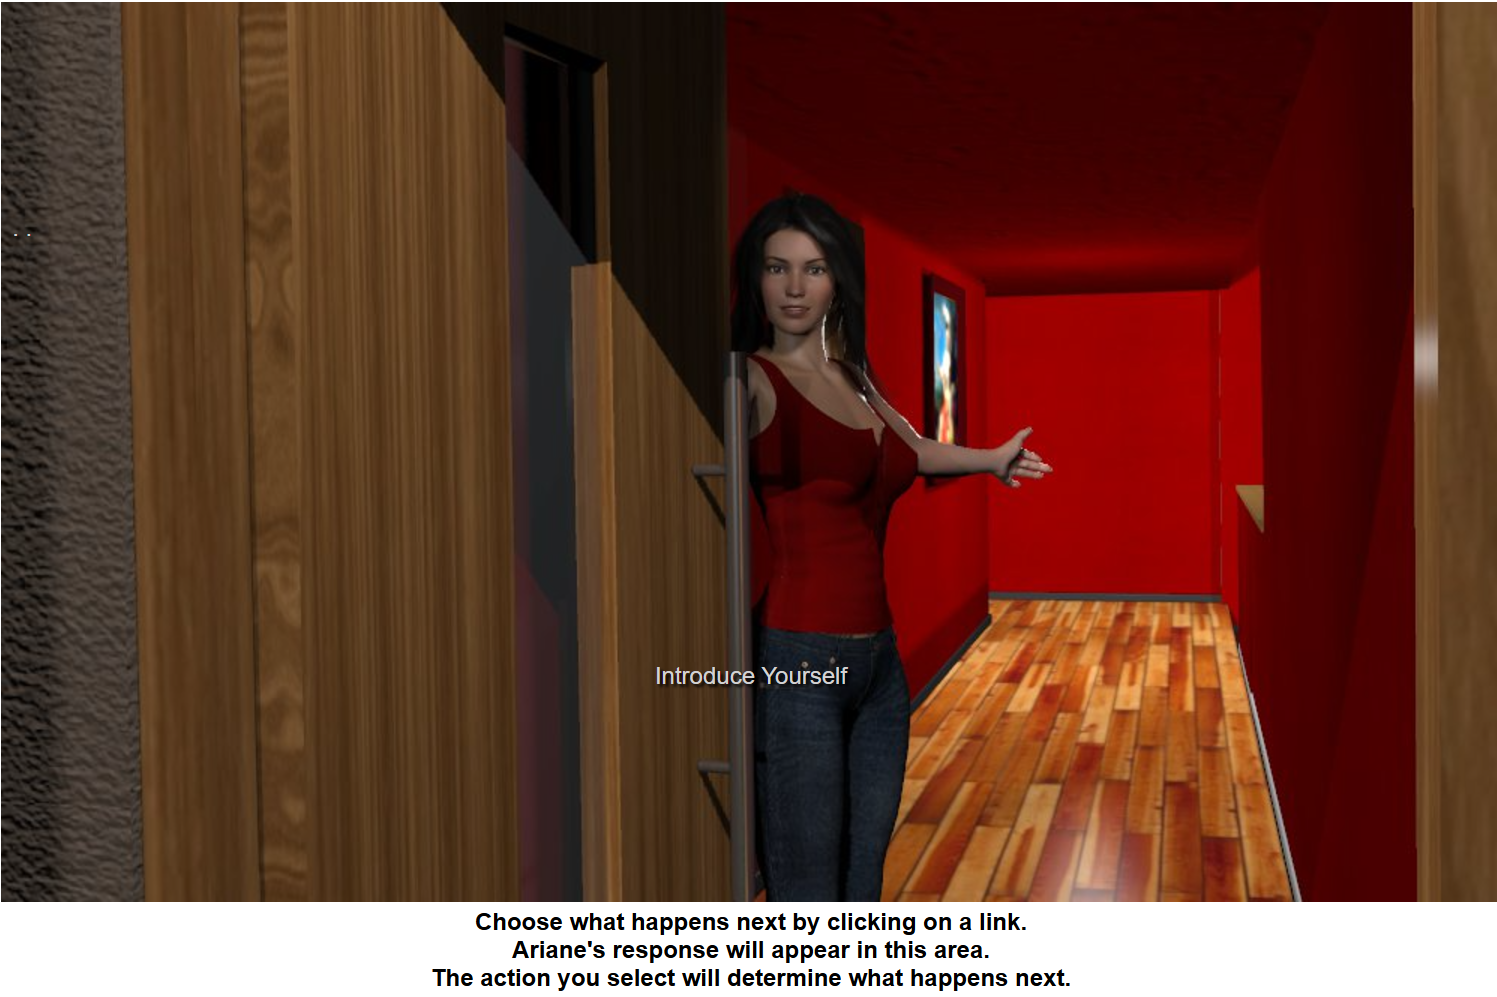 Introduce Yourself
Choose what happens next by clicking on a link.
Ariane's response will appear in this area.
The action you select will determine what happens next.